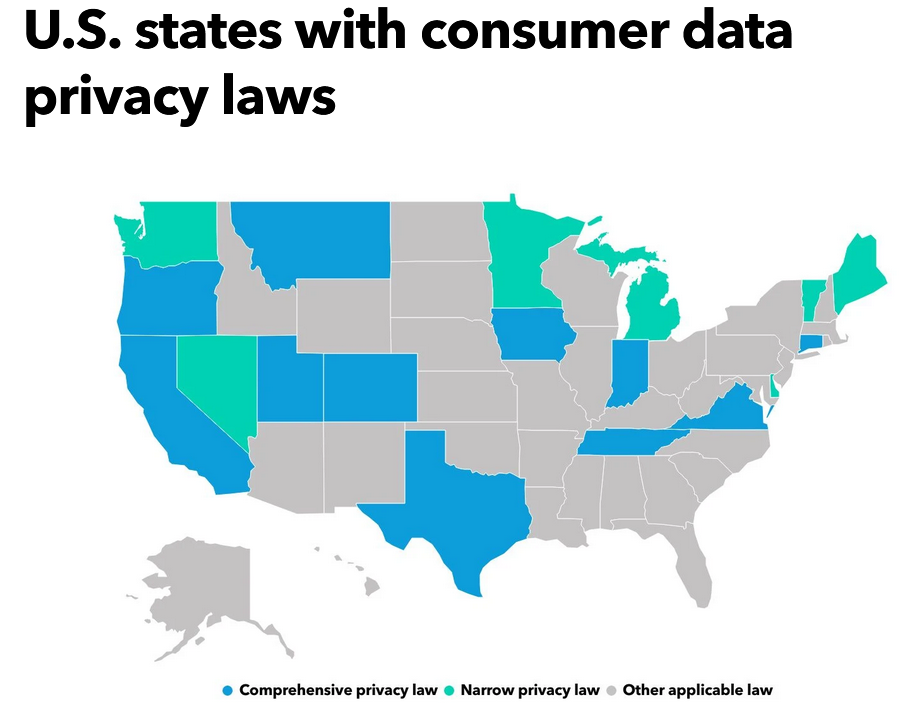 U.S. states with consumer data
privacy laws
Comprehensive privacy law Narrow privacy law Other applicable law